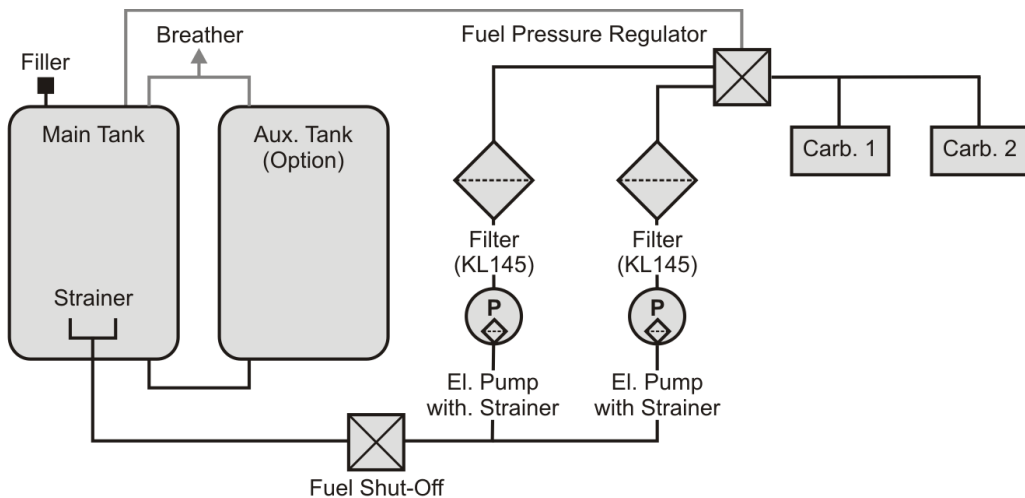 Breather
Fuel Pressure Regulator
Filler
Main Tank
Aux. Tank
(Option)
Carb. 1
Carb. 2
Filter
(KL145)
Filter
(KL145)
Strainer
P
P
El. Pump
with. Strainer
El. Pump
with Strainer
Fuel Shut-Off